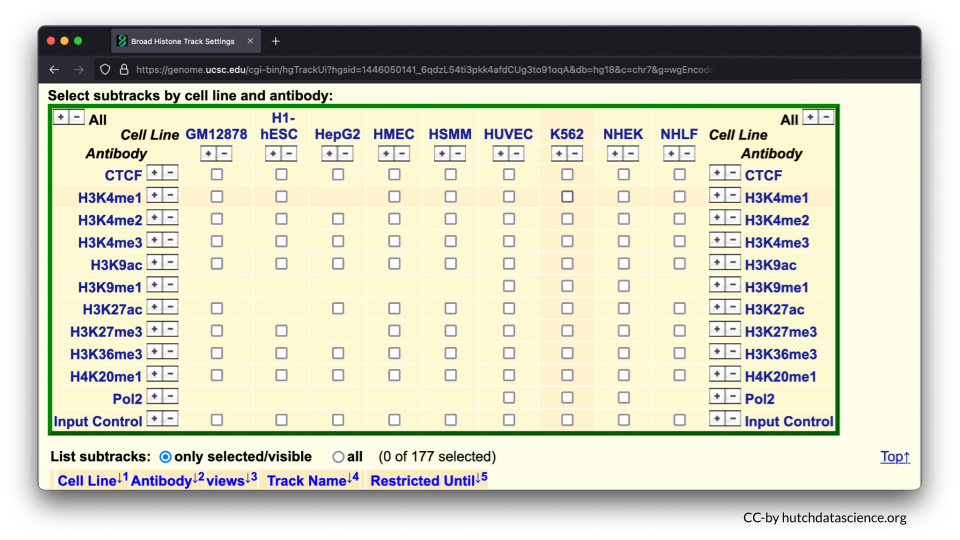 Broad Histone Track Settings × +
https://genome.ucsc.edu/cgi-bin/hgTrackUi?hgsid=1446050141_6qdzL54ti3pkk4afdCUg3to91oqA&db=hg18&c=chr7&g=wgEncode
Select subtracks by cell line and antibody:
+ - All All + -
Cell Line GM12878 H1-hESC HepG2 HMEC HSMM HUVEC K562 NHEK NHLF Cell Line
Antibody + - + - + - + - + - + - + - + - + - Antibody
CTCF + - + - CTCF
H3K4me1 + - + - H3K4me1
H3K4me2 + - + - H3K4me2
H3K4me3 + - + - H3K4me3
H3K9ac + - + - H3K9ac
H3K9me1 + - + - H3K9me1
H3K27ac + - + - H3K27ac
H3K27me3 + - + - H3K27me3
H3K36me3 + - + - H3K36me3
H4K20me1 + - + - H4K20me1
Pol2 + - + - Pol2
Input Control + - + - Input Control
List subtracks: only selected/visible all (0 of 177 selected) Top↑
Cell Line↓1 Antibody↓2 views↓3 Track Name↓4 Restricted Until↓5
CC-by hutchdatascience.org